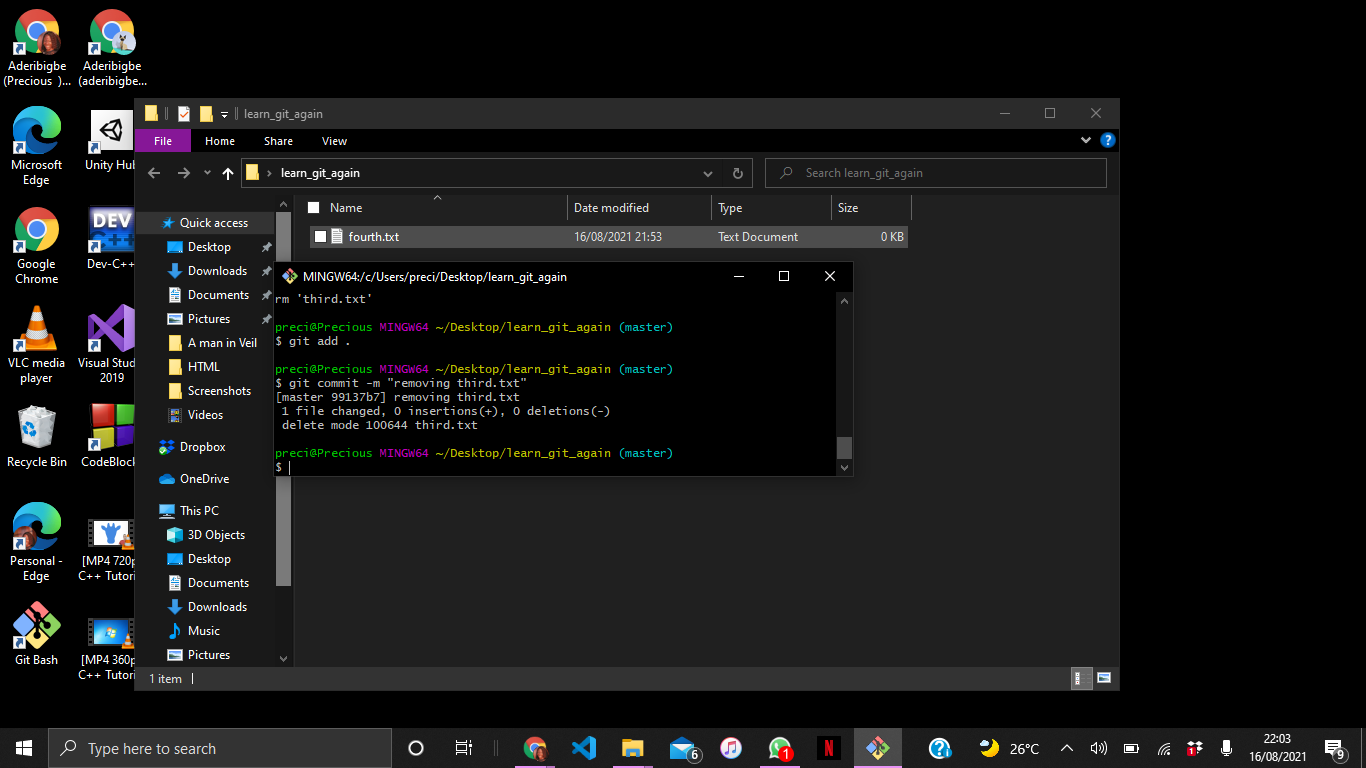 Aderibigbe
(Precious )...
Aderibigbe
(aderibigbe...
Microsoft
Edge
Unity Hub
Google
Chrome
DEV
C++
Dev-C++
VLC media
player
Visual Stud
2019
Recycle Bin
CodeBlock
Personal -
Edge
[MP4 720p
C++ Tutori
Git Bash
[MP4 360p
C++ Tutori
learn_git_again
File
Home
Share
View
learn_git_again
Search learn_git_again
Name
Date modified
Type
Size
fourth.txt
16/08/2021 21:53
Text Document
0 KB
Quick access
Desktop
Downloads
Documents
Pictures
A man in Veil
HTML
Screenshots
Videos
Dropbox
OneDrive
This PC
3D Objects
Desktop
Documents
Downloads
Music
Pictures
1 item
MINGW64:/c/Users/preci/Desktop/learn_git_again
rm 'third.txt'
preci@Precious MINGW64 ~/Desktop/learn_git_again (master)
$ git add .
preci@Precious MINGW64 ~/Desktop/learn_git_again (master)
$ git commit -m "removing third.txt"
[master 99137b7] removing third.txt
1 file changed, 0 insertions(+), 0 deletions(-)
delete mode 100644 third.txt
preci@Precious MINGW64 ~/Desktop/learn_git_again (master)
$
Type here to search
6
1
N
26°C
1
22:03
16/08/2021
9